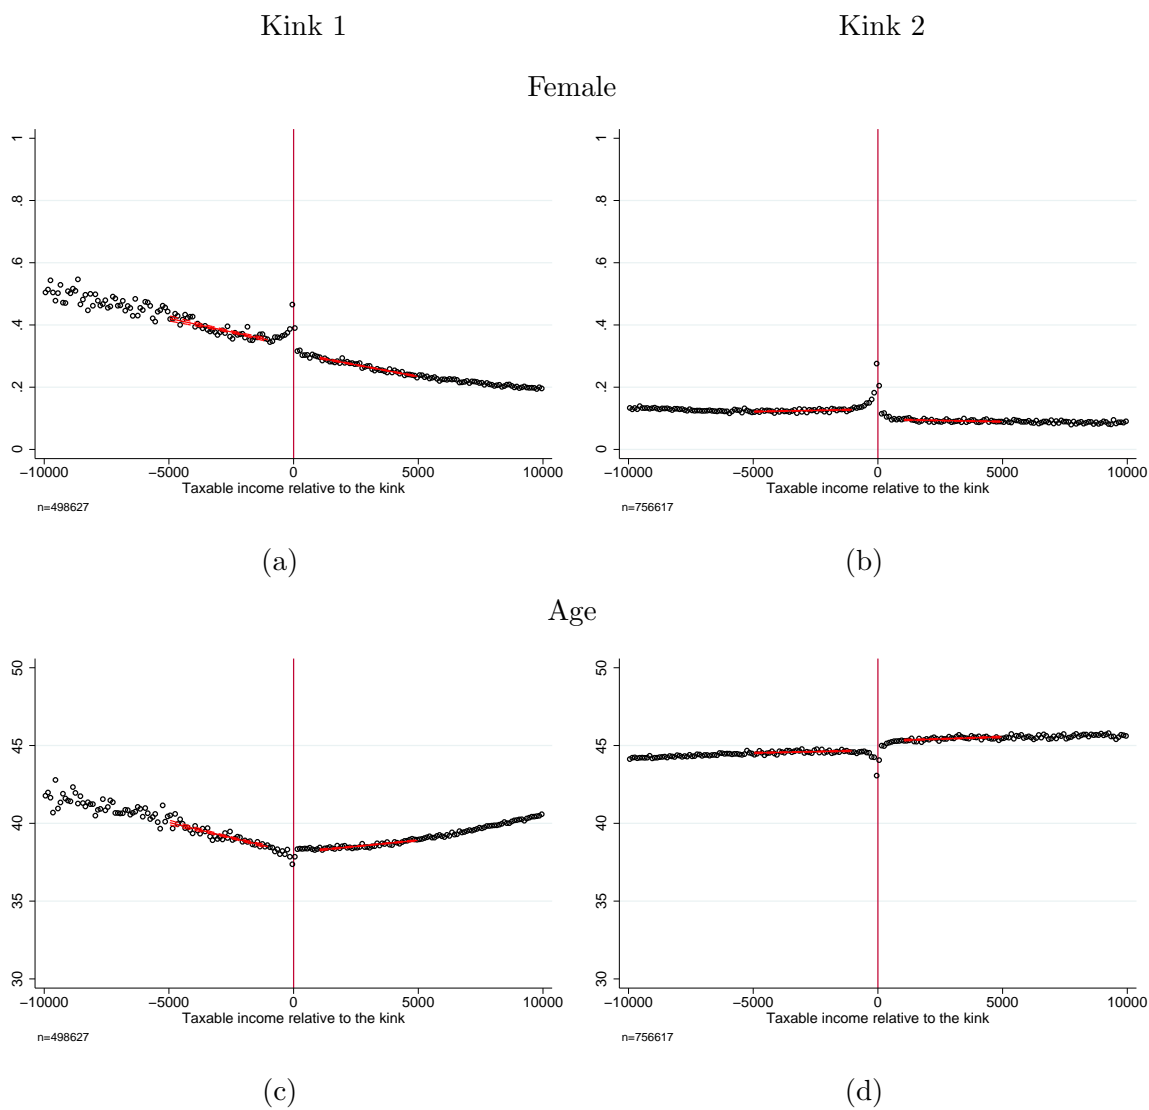 Kink 1 Kink 2
Female
1 1
.8 .8
.6 .6
.4 .4
.2 .2
0 0
−10000 −5000 0 5000 10000 −10000 −5000 0 5000 10000
Taxable income relative to the kink Taxable income relative to the kink
n=498627 n=756617
(a) (b)
Age
50 50
45 45
40 40
35 35
30 30
−10000 −5000 0 5000 10000 −10000 −5000 0 5000 10000
Taxable income relative to the kink Taxable income relative to the kink
n=498627 n=756617
(c) (d)